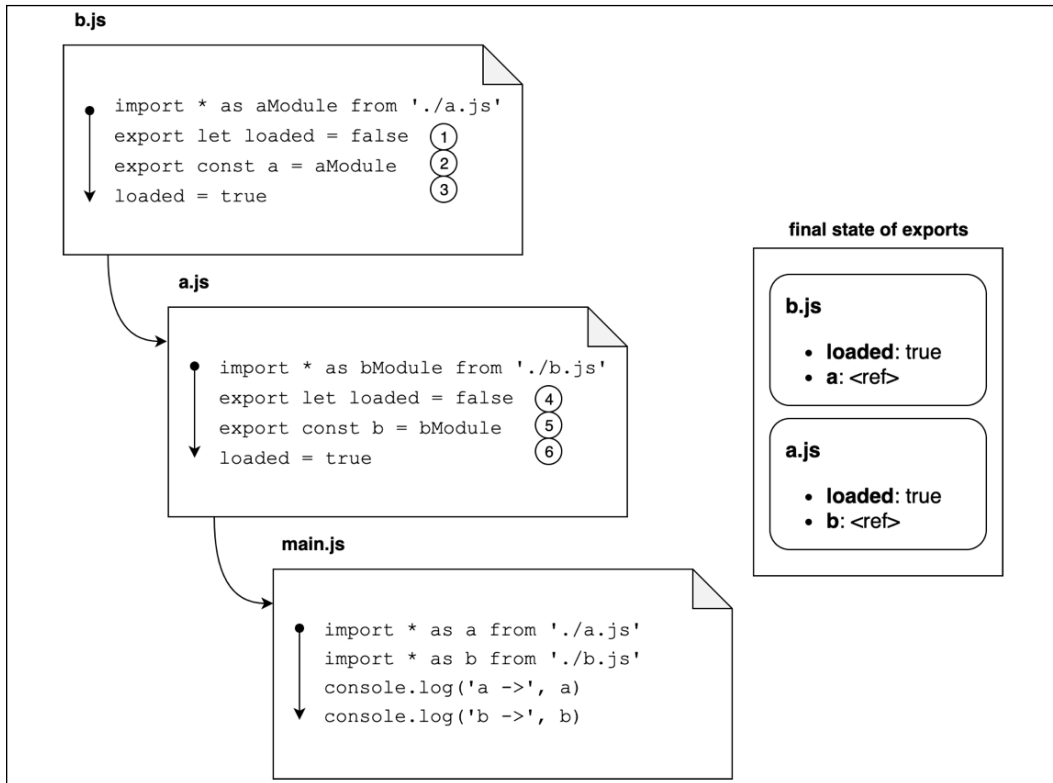 b.js
import * as aModule from './a.js'
export let loaded = false 1
export const a = aModule 2
loaded = true 3
a.js
import * as bModule from './b.js'
export let loaded = false 4
export const b = bModule 5
loaded = true 6
main.js
import * as a from './a.js'
import * as b from './b.js'
console.log('a ->', a)
console.log('b ->', b)
final state of exports
b.js
• loaded: true
• a: <ref>
a.js
• loaded: true
• b: <ref>